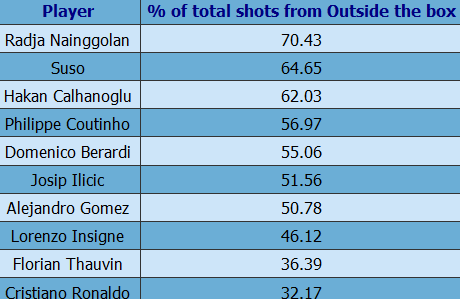 Player % of total shots from Outside the box
Radja Nainggolan 70.43
Suso 64.65
Hakan Calhanoglu 62.03
Philippe Coutinho 56.97
Domenico Berardi 55.06
Josip Ilicic 51.56
Alejandro Gomez 50.78
Lorenzo Insigne 46.12
Florian Thauvin 36.39
Cristiano Ronaldo 32.17